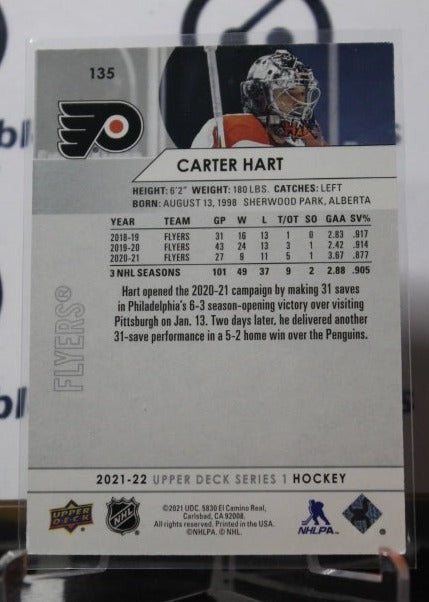 135
CARTER HART
HEIGHT: 6'2" WEIGHT: 180 LBS. CATCHES: LEFT
BORN: AUGUST 13, 1998 SHERWOOD PARK, ALBERTA
YEAR TEAM GP W L T/OT SO GAA SV%
2018-19 FLYERS 31 16 13 1 0 2.83 .917
2019-20 FLYERS 43 24 13 3 1 2.42 .914
2020-21 FLYERS 27 9 11 5 1 3.67 .877
3 NHL SEASONS 101 49 37 9 2 2.88 .905
Hart opened the 2020-21 campaign by making 31 saves
in Philadelphia's 6-3 season-opening victory over visiting
Pittsburgh on Jan. 13. Two days later, he delivered another
31-save performance in a 5-2 home win over the Penguins.
FLYERS®
2021-22 UPPER DECK SERIES 1 HOCKEY
UPPER DECK
NHL
©2021 UDC. 5830 El Camino Real,
Carlsbad, CA 92008.
All rights reserved. Printed in the USA.
©NHLPA. © NHL.
NHLPA